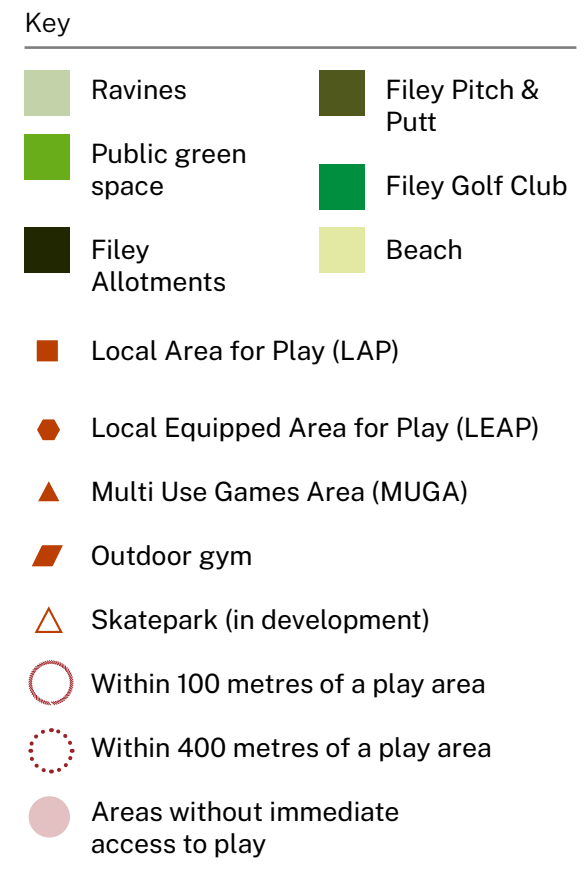 Key
Ravines
Public green
space
Filey
Allotments
Filey Pitch &
Putt
Filey Golf Club
Beach
Local Area for Play (LAP)
Local Equipped Area for Play (LEAP)
Multi Use Games Area (MUGA)
Outdoor gym
Skatepark (in development)
Within 100 metres of a play area
Within 400 metres of a play area
Areas without immediate
access to play